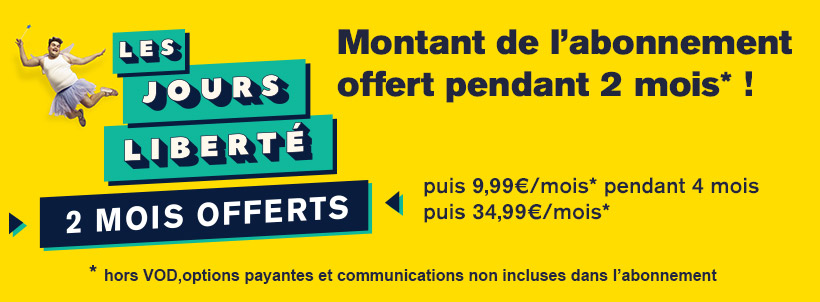 LES
JOURS
LIBERTÉ
2 MOIS OFFERTS
Montant de l’abonnement
offert pendant 2 mois* !
puis 9,99€/mois* pendant 4 mois
puis 34,99€/mois*
* hors VOD,options payantes et communications non incluses dans l’abonnement